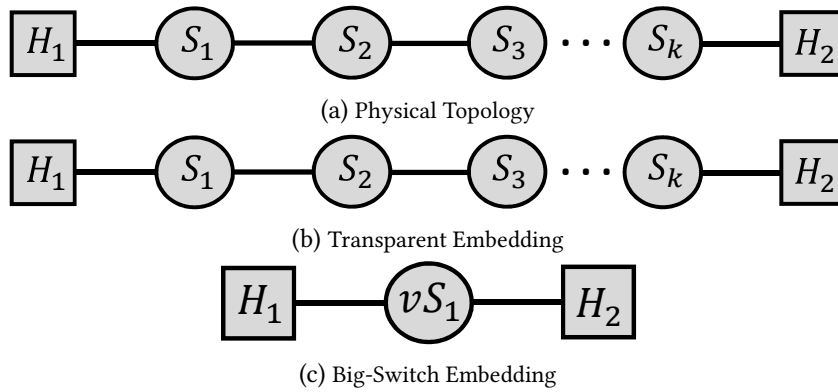 H₁ S₁ S₂ S₃ ··· Sₖ H₂
(a) Physical Topology
H₁ S₁ S₂ S₃ ··· Sₖ H₂
(b) Transparent Embedding
H₁ vS₁ H₂
(c) Big-Switch Embedding